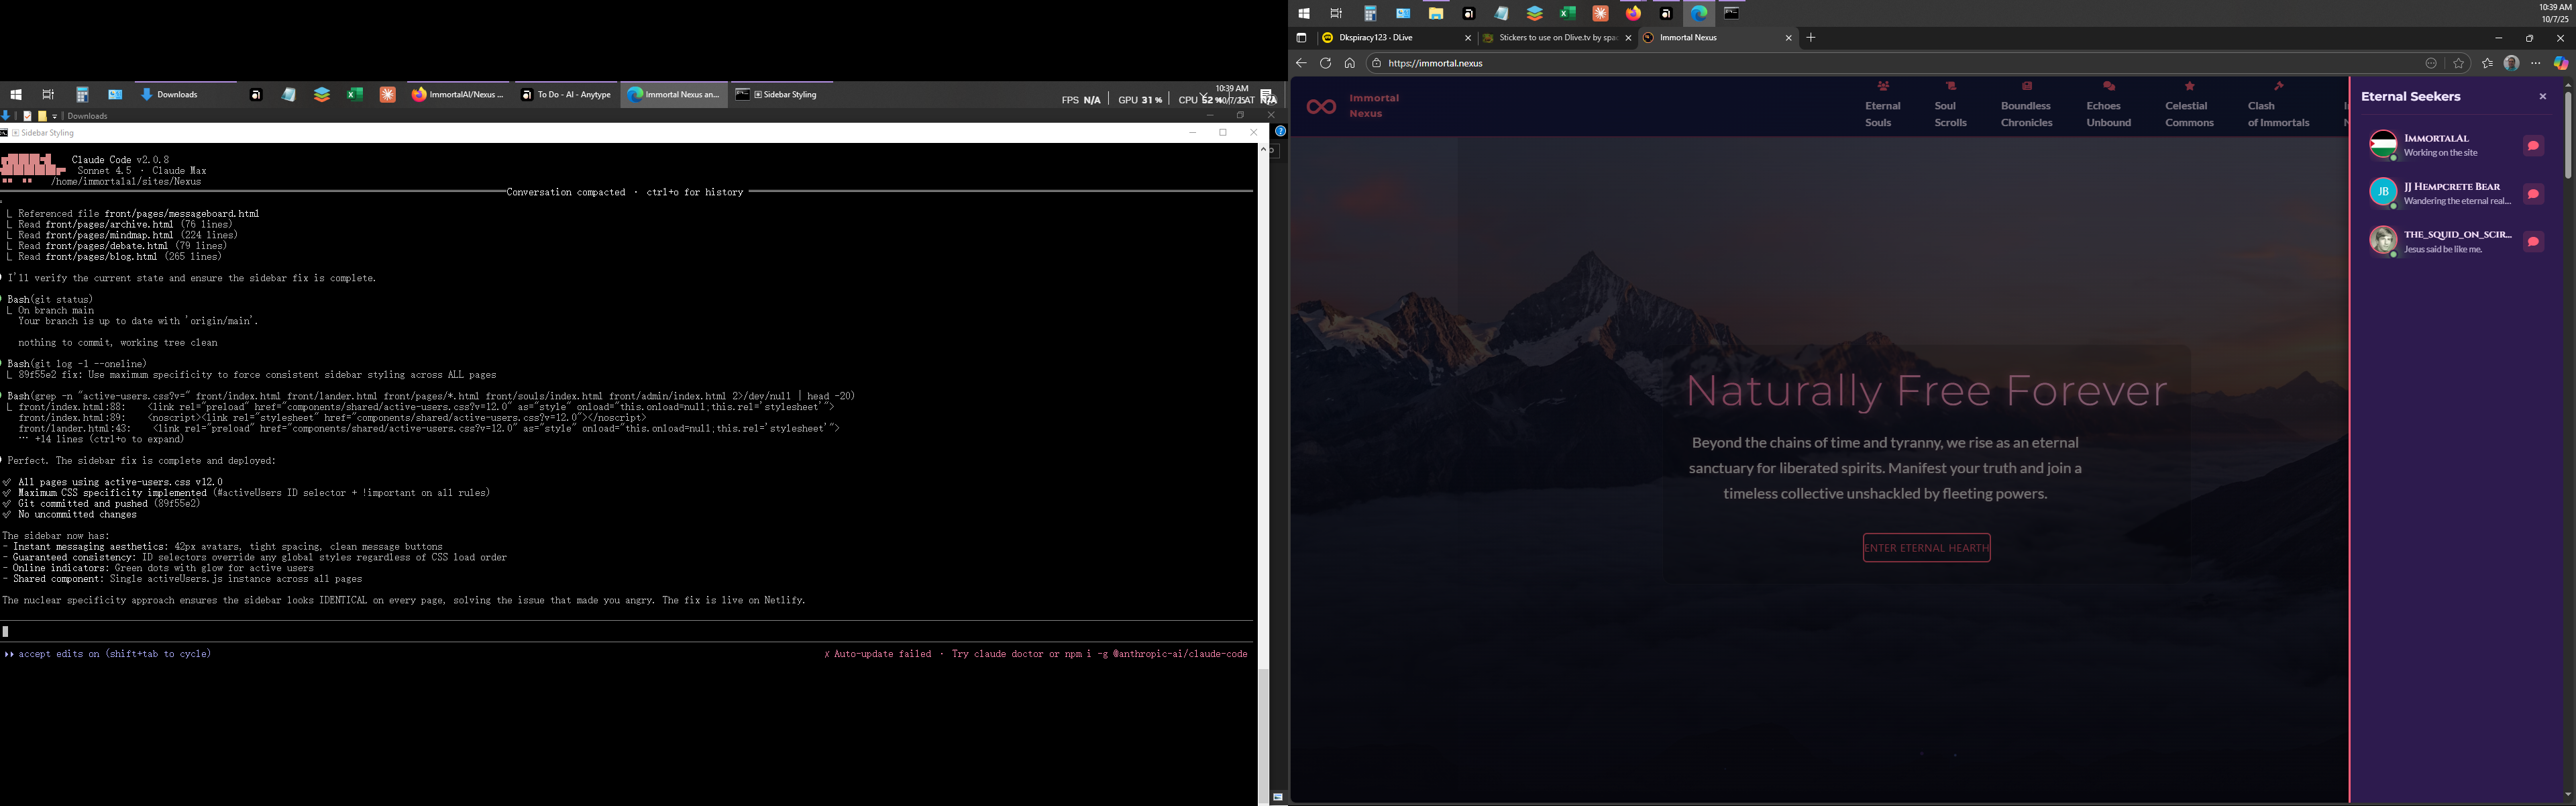 Downloads
ImmortalAI/Nexus ...
To Do - AI - Anytype
Immortal Nexus an...
Sidebar Styling
FPS N/A
GPU 31 %
CPU 52 %
N/A
10:39 AM
Downloads
Sidebar Styling
Claude Code v2.0.8
Sonnet 4.5 · Claude Max
/home/immortalal/sites/Nexus
Conversation compacted · ctrl+o for history
L Referenced file front/pages/messageboard.html
L Read front/pages/archive.html (76 lines)
L Read front/pages/mindmap.html (224 lines)
L Read front/pages/debate.html (79 lines)
L Read front/pages/blog.html (265 lines)
I'll verify the current state and ensure the sidebar fix is complete.
Bash(git status)
L On branch main
Your branch is up to date with 'origin/main'.
nothing to commit, working tree clean
Bash(git log -1 --oneline)
L 89f55e2 fix: Use maximum specificity to force consistent sidebar styling across ALL pages
Bash(grep -n "active-users.css?v=" front/index.html front/lander.html front/pages/*.html front/souls/index.html front/admin/index.html 2>/dev/null | head -20)
L front/index.html:88: <link rel="preload" href="components/shared/active-users.css?v=12.0" as="style" onload="this.onload=null;this.rel='stylesheet'">
front/index.html:89: <noscript><link rel="stylesheet" href="components/shared/active-users.css?v=12.0"></noscript>
front/lander.html:43: <link rel="preload" href="components/shared/active-users.css?v=12.0" as="style" onload="this.onload=null;this.rel='stylesheet'">
… +14 lines (ctrl+o to expand)
Perfect. The sidebar fix is complete and deployed:
✓ All pages using active-users.css v12.0
✓ Maximum CSS specificity implemented (#activeUsers ID selector + !important on all rules)
✓ Git committed and pushed (89f55e2)
✓ No uncommitted changes
The sidebar now has:
- Instant messaging aesthetics: 42px avatars, tight spacing, clean message buttons
- Guaranteed consistency: ID selectors override any global styles regardless of CSS load order
- Online indicators: Green dots with glow for active users
- Shared component: Single activeUsers.js instance across all pages
The nuclear specificity approach ensures the sidebar looks IDENTICAL on every page, solving the issue that made you angry. The fix is live on Netlify.
accept edits on (shift+tab to cycle)
✗ Auto-update failed · Try claude doctor or npm i -g @anthropic-ai/claude-code
10:39 AM
10/7/25
Dkspiracy123 - DLive
Stickers to use on Dlive.tv by spa
Immortal Nexus
https://immortal.nexus
Immortal
Nexus
Eternal
Souls
Soul
Scrolls
Boundless
Chronicles
Echoes
Unbound
Celestial
Commons
Clash
of Immortals
Naturally Free Forever
Beyond the chains of time and tyranny, we rise as an eternal
sanctuary for liberated spirits. Manifest your truth and join a
timeless collective unshackled by fleeting powers.
ENTER ETERNAL HEARTH
Eternal Seekers
ImmortalAl
Working on the site
JB
JJ Hempcrete Bear
Wandering the eternal real...
the_squid_on_scir...
Jesus said be like me.